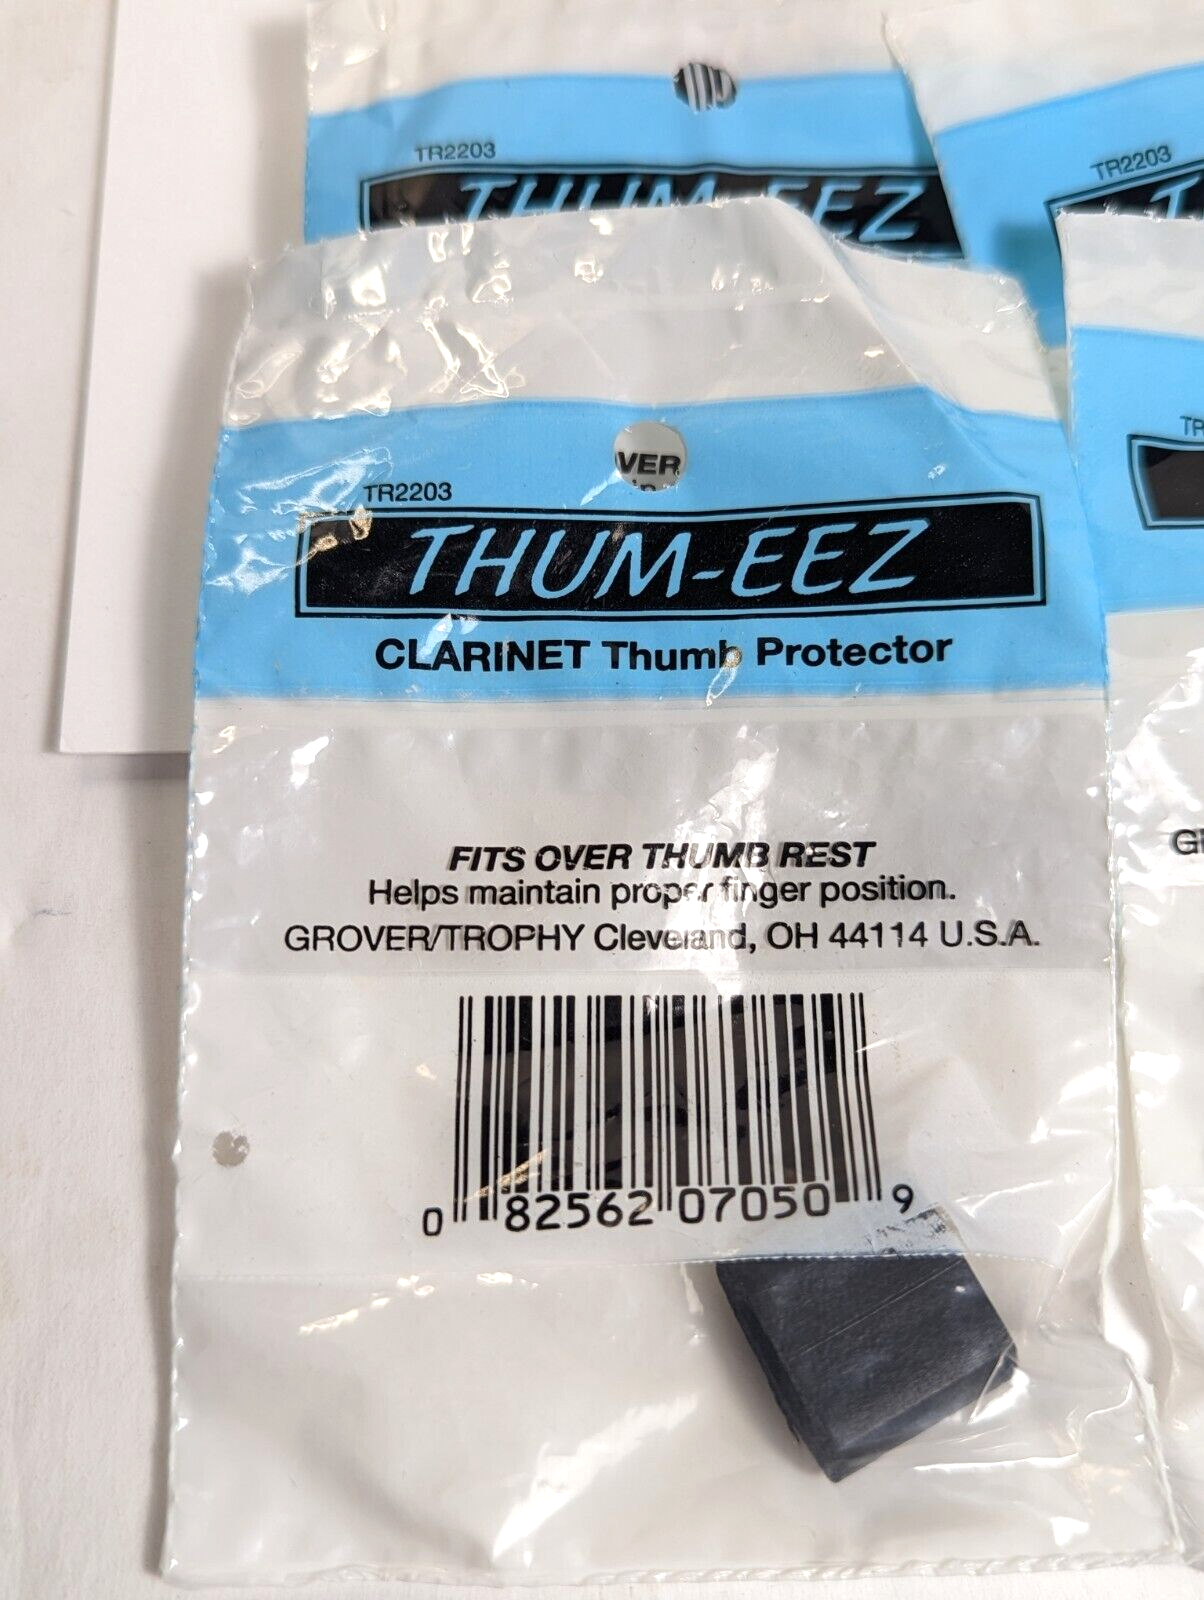 TR2203
THUM-EEZ
TR2203
VER
TR2203
THUM-EEZ
CLARINET Thumb Protector
FITS OVER THUMB REST
Helps maintain proper finger position.
GROVER/TROPHY Cleveland, OH 44114 U.S.A.
0 82562 07050 9